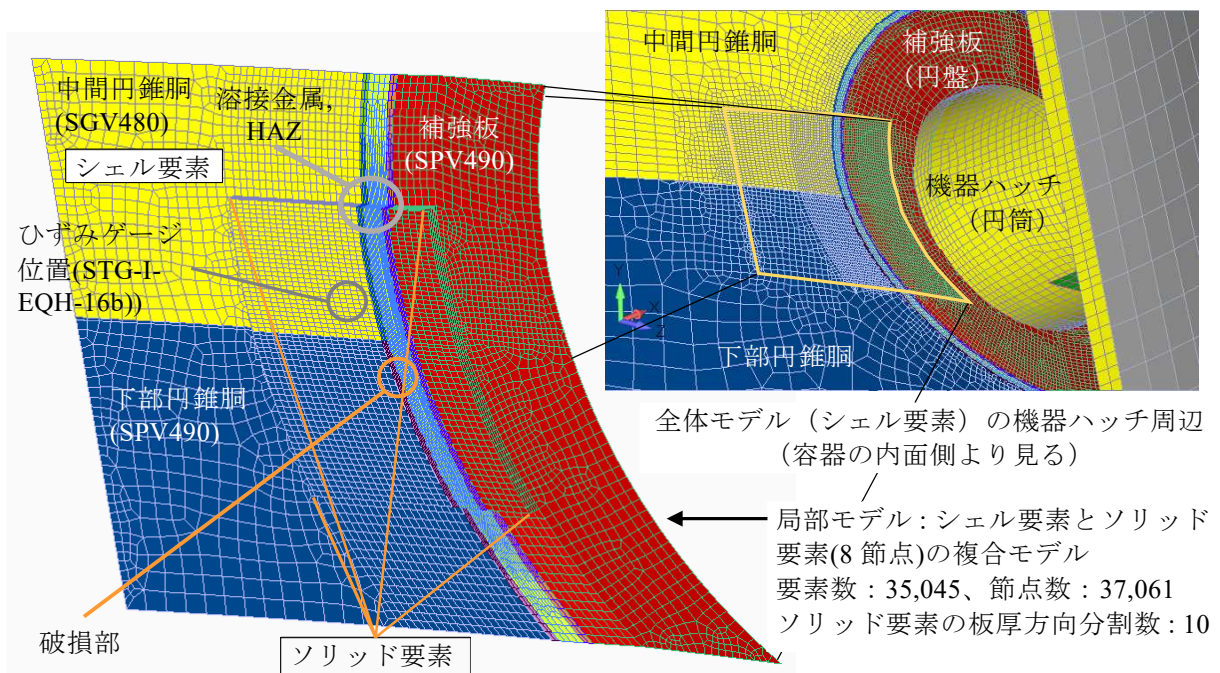 中間円錐胴
(SGV480)
シェル要素
溶接金属,
HAZ
補強板
(SPV490)
ひずみゲージ
位置(STG-I-
EQH-16b))
下部円錐胴
(SPV490)
破損部
ソリッド要素
中間円錐胴
補強板
(円盤)
機器ハッチ
(円筒)
下部円錐胴
Y
X
Z
全体モデル（シェル要素）の機器ハッチ周辺
（容器の内面側より見る）
局部モデル : シェル要素とソリッド
要素(8 節点)の複合モデル
要素数：35,045、節点数：37,061
ソリッド要素の板厚方向分割数 : 10